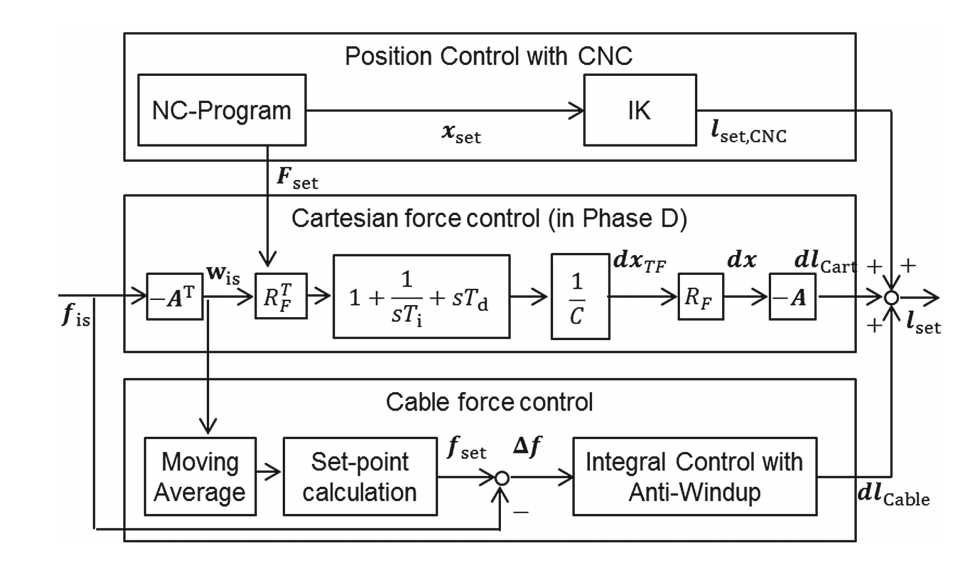 Position Control with CNC
NC-Program
IK
x_set
l_set,CNC
F_set
Cartesian force control (in Phase D)
w_is
dx_TF
dx
dl_Cart
+
+
f_is
−A^T
R_F^T
1 + 1/(sT_i) + sT_d
1/C
R_F
−A
+
l_set
Cable force control
Moving
Average
Set-point
calculation
f_set
Δf
−
Integral Control with
Anti-Windup
dl_Cable